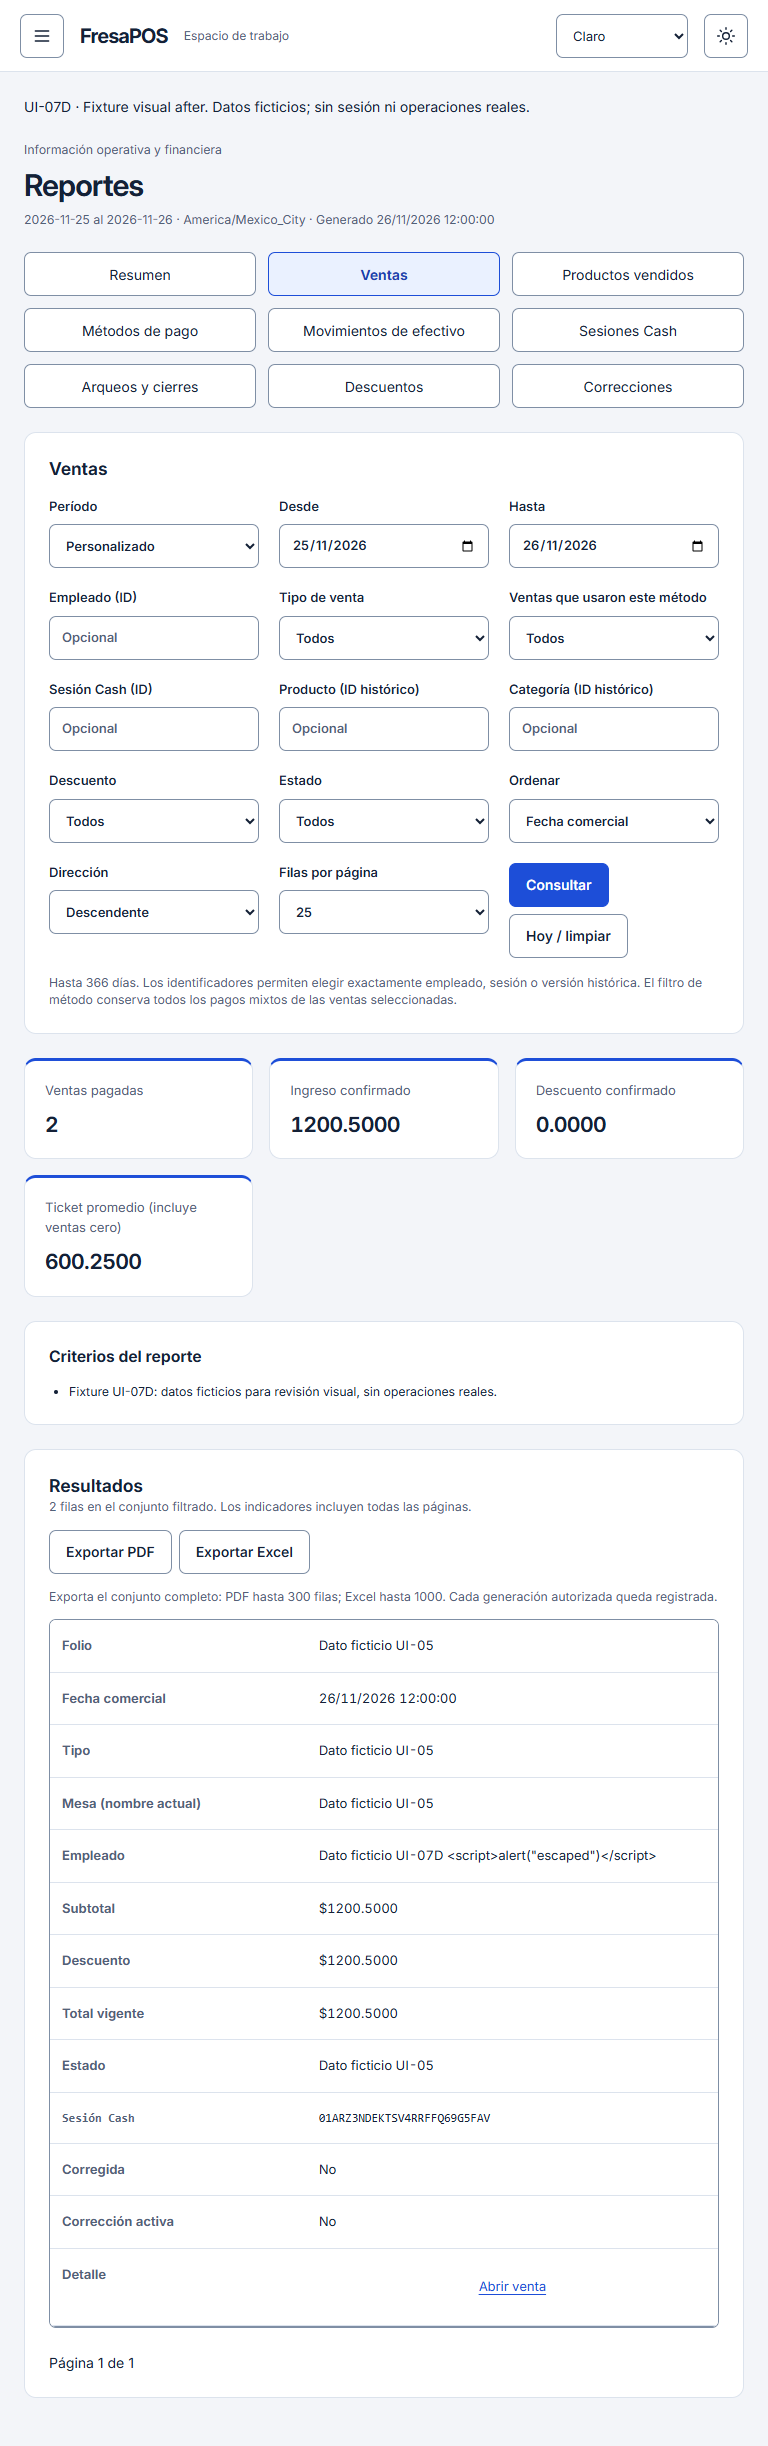 FresaPOS
Espacio de trabajo
Claro
UI-07D · Fixture visual after. Datos ficticios; sin sesión ni operaciones reales.
Información operativa y financiera
Reportes
2026-11-25 al 2026-11-26 · America/Mexico_City · Generado 26/11/2026 12:00:00
Resumen
Ventas
Productos vendidos
Métodos de pago
Movimientos de efectivo
Sesiones Cash
Arqueos y cierres
Descuentos
Correcciones
Ventas
Período
Desde
Hasta
Personalizado
25/11/2026
26/11/2026
Empleado (ID)
Tipo de venta
Ventas que usaron este método
Opcional
Todos
Todos
Sesión Cash (ID)
Producto (ID histórico)
Categoría (ID histórico)
Opcional
Opcional
Opcional
Descuento
Estado
Ordenar
Todos
Todos
Fecha comercial
Dirección
Filas por página
Descendente
25
Consultar
Hoy / limpiar
Hasta 366 días. Los identificadores permiten elegir exactamente empleado, sesión o versión histórica. El filtro de
método conserva todos los pagos mixtos de las ventas seleccionadas.
Ventas pagadas
2
Ingreso confirmado
1200.5000
Descuento confirmado
0.0000
Ticket promedio (incluye
ventas cero)
600.2500
Criterios del reporte
• Fixture UI-07D: datos ficticios para revisión visual, sin operaciones reales.
Resultados
2 filas en el conjunto filtrado. Los indicadores incluyen todas las páginas.
Exportar PDF
Exportar Excel
Exporta el conjunto completo: PDF hasta 300 filas; Excel hasta 1000. Cada generación autorizada queda registrada.
Folio Dato ficticio UI-05
Fecha comercial 26/11/2026 12:00:00
Tipo Dato ficticio UI-05
Mesa (nombre actual) Dato ficticio UI-05
Empleado Dato ficticio UI-07D <script>alert("escaped")</script>
Subtotal $1200.5000
Descuento $1200.5000
Total vigente $1200.5000
Estado Dato ficticio UI-05
Sesión Cash 01ARZ3NDEKTSV4RRFFQ69G5FAV
Corregida No
Corrección activa No
Detalle Abrir venta
Página 1 de 1